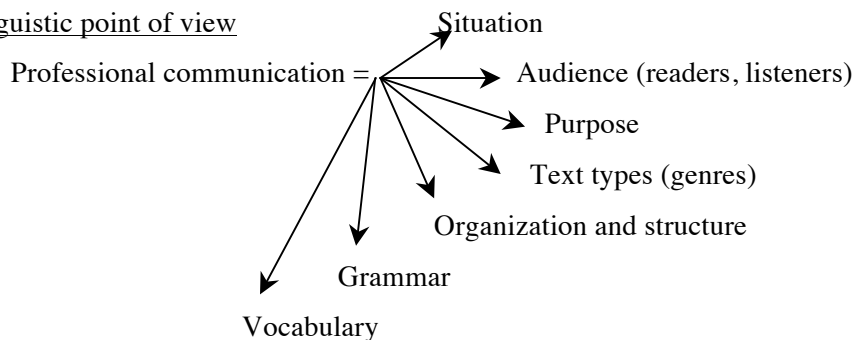 guistic point of view
Situation
Professional communication =
Audience (readers, listeners)
Purpose
Text types (genres)
Organization and structure
Grammar
Vocabulary